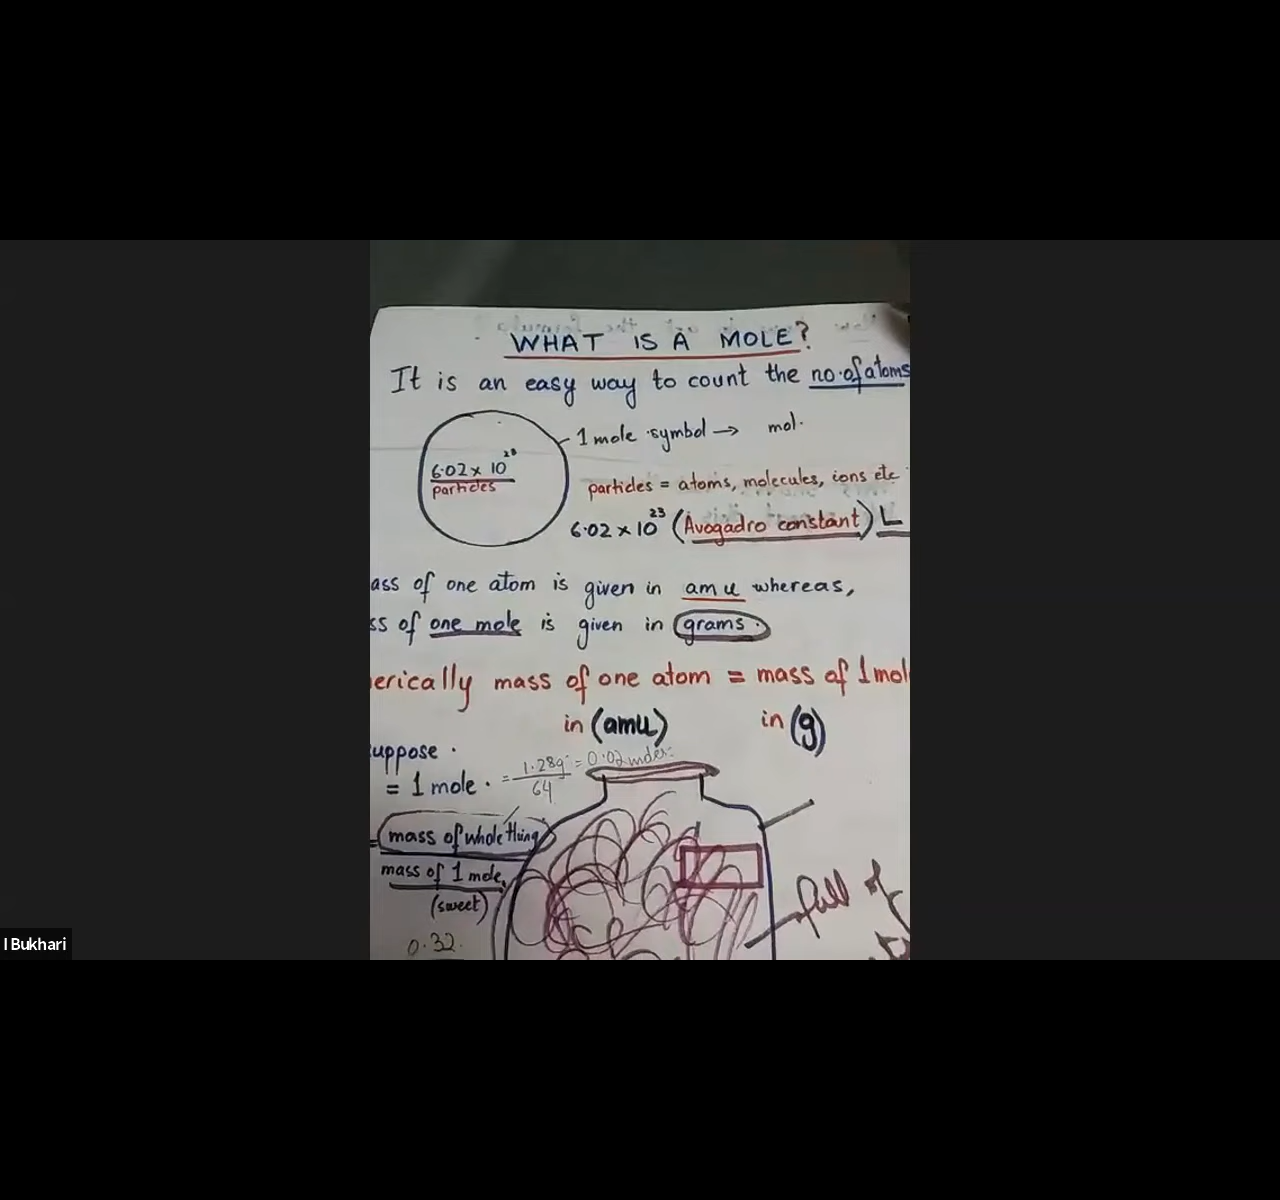 WHAT IS A MOLE?
It is an easy way to count the no. of atoms
6.02 x 10²³
particles
1 mole symbol → mol.
particles = atoms, molecules, ions etc
6.02 x 10²³ (Avogadro constant) L
ass of one atom is given in amu whereas,
ss of one mole is given in grams.
erically mass of one atom = mass of 1 mol
in (amu) in (g)
uppose .
= 1 mole . = 1.28g = 0.02 moles.
64
= mass of whole thing
mass of 1 mole,
(sweet)
0.32.
full of
I Bukhari